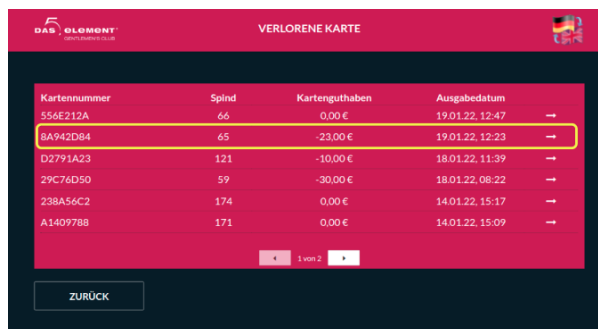 5
DAS ELEMENT
GENTLEMEN'S CLUB
VERLORENE KARTE
Kartennummer Spind Kartenguthaben Ausgabedatum
556E212A 66 0,00 € 19.01.22, 12:47 →
8A942D84 65 -23,00 € 19.01.22, 12:23 →
D2791A23 121 -10,00 € 18.01.22, 11:39 →
29C76D50 59 -30,00 € 18.01.22, 08:22 →
238A56C2 174 0,00 € 14.01.22, 15:17 →
A1409788 171 0,00 € 14.01.22, 15:09 →
1 von 2
ZURÜCK